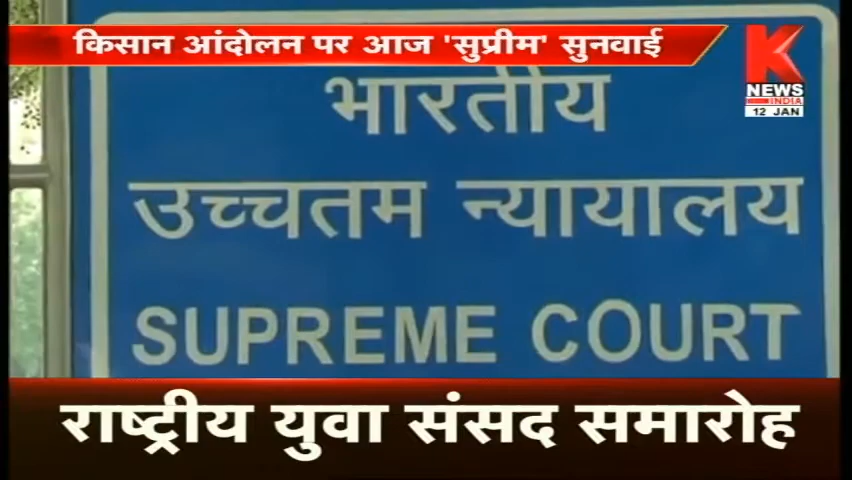 किसान आंदोलन पर आज 'सुप्रीम' सुनवाई
K
NEWS
INDIA
12 JAN
भारतीय
उच्चतम न्यायालय
SUPREME COURT
राष्ट्रीय युवा संसद समारोह